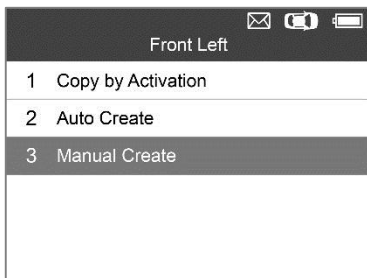 Front Left
1 Copy by Activation
2 Auto Create
3 Manual Create